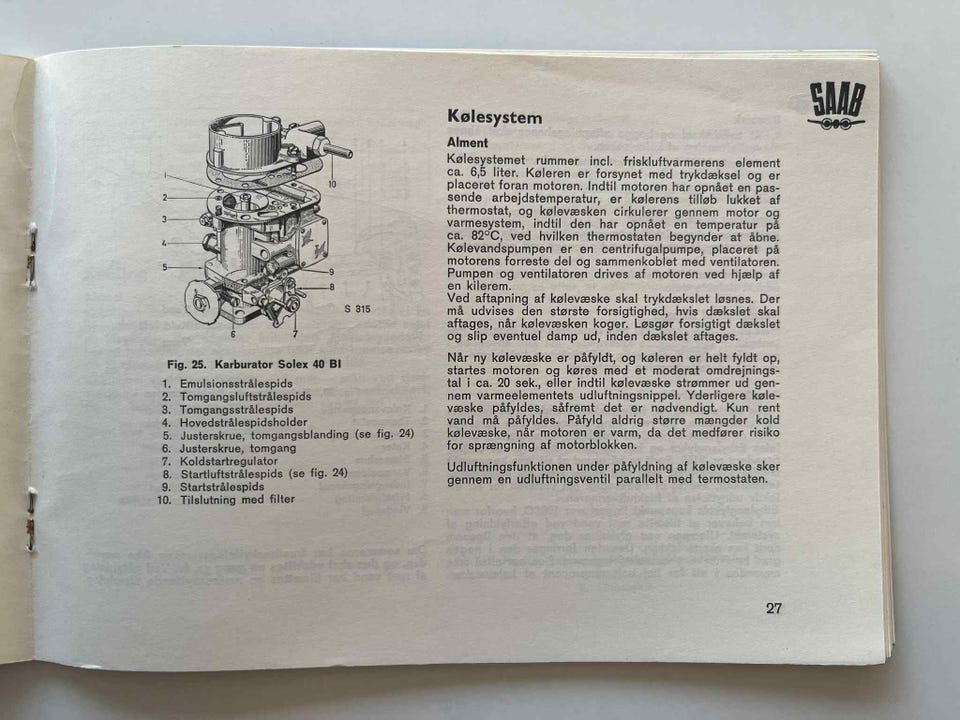 SAAB
1
2
3
4
5
6
7
8
9
10
S 315
Fig. 25. Karburator Solex 40 BI
1. Emulsionsstrålespids
2. Tomgangsluftstrålespids
3. Tomgangsstrålespids
4. Hovedstrålespidsholder
5. Justerskrue, tomgangsblanding (se fig. 24)
6. Justerskrue, tomgang
7. Koldstartregulator
8. Startluftstrålespids (se fig. 24)
9. Startstrålespids
10. Tilslutning med filter
Kølesystem
Alment
Kølesystemet rummer incl. friskluftvarmerens element
ca. 6,5 liter. Køleren er forsynet med trykdæksel og er
placeret foran motoren. Indtil motoren har opnået en pas-
sende arbejdstemperatur, er kølerens tilløb lukket af
thermostat, og kølevæsken cirkulerer gennem motor og
varmesystem, indtil den har opnået en temperatur på
ca. 82°C, ved hvilken thermostaten begynder at åbne.
Kølevandspumpen er en centrifugalpumpe, placeret på
motorens forreste del og sammenkoblet med ventilatoren.
Pumpen og ventilatoren drives af motoren ved hjælp af
en kilerem.
Ved aftapning af kølevæske skal trykdækslet løsnes. Der
må udvises den største forsigtighed, hvis dækslet skal
aftages, når kølevæsken koger. Løsgør forsigtigt dækslet
og slip eventuel damp ud, inden dækslet aftages.
Når ny kølevæske er påfyldt, og køleren er helt fyldt op,
startes motoren og køres med et moderat omdrejnings-
tal i ca. 20 sek., eller indtil kølevæske strømmer ud gen-
nem varmeelementets udluftningsnippel. Yderligere køle-
væske påfyldes, såfremt det er nødvendigt. Kun rent
vand må påfyldes. Påfyld aldrig større mængder kold
kølevæske, når motoren er varm, da det medfører risiko
for sprængning af motorblokken.
Udluftningsfunktionen under påfyldning af kølevæske sker
gennem en udluftningsventil parallelt med termostaten.
27